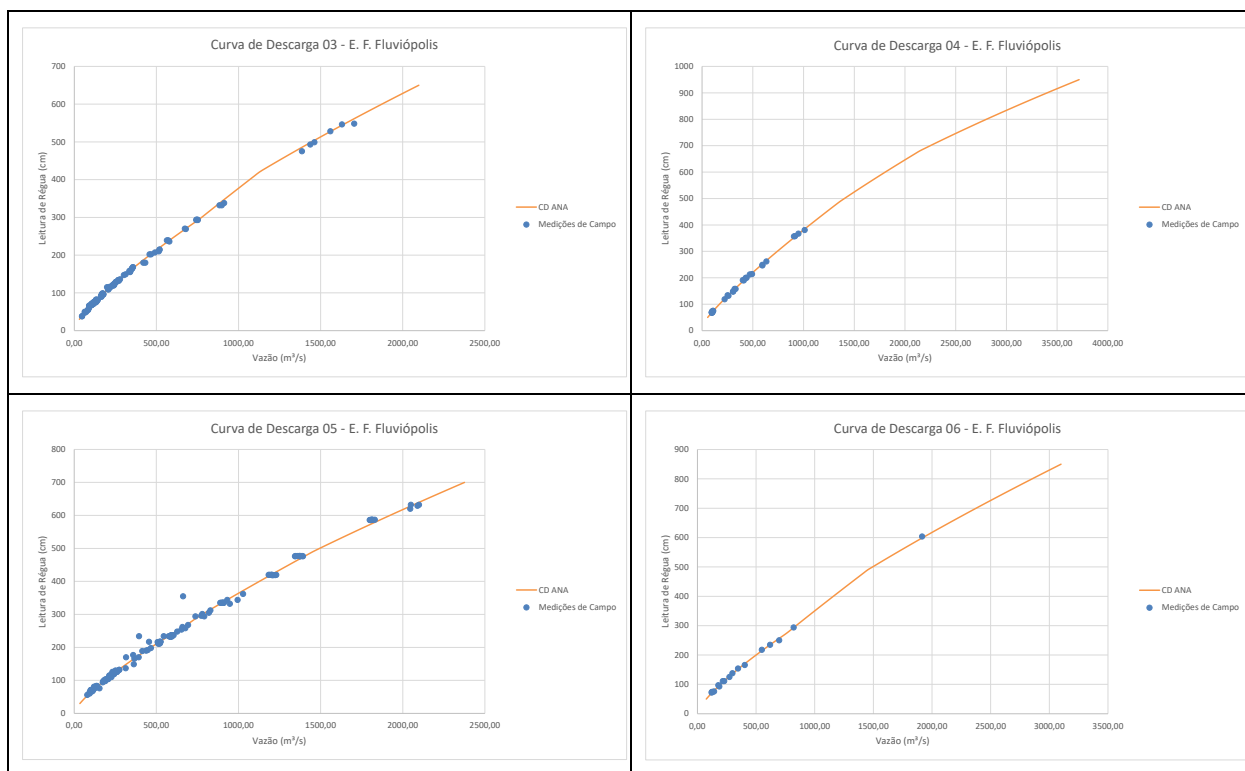 Curva de Descarga 03 - E. F. Fluviópolis
Leitura de Régua (cm)
700
600
500
400
300
200
100
0
0,00 500,00 1000,00 1500,00 2000,00 2500,00
Vazão (m³/s)
CD ANA
Medições de Campo
Curva de Descarga 04 - E. F. Fluviópolis
Leitura de Régua (cm)
1000
900
800
700
600
500
400
300
200
100
0
0,00 500,00 1000,00 1500,00 2000,00 2500,00 3000,00 3500,00 4000,00
Vazão (m³/s)
CD ANA
Medições de Campo
Curva de Descarga 05 - E. F. Fluviópolis
Leitura de Régua (cm)
800
700
600
500
400
300
200
100
0
0,00 500,00 1000,00 1500,00 2000,00 2500,00
Vazão (m³/s)
CD ANA
Medições de Campo
Curva de Descarga 06 - E. F. Fluviópolis
Leitura de Régua (cm)
900
800
700
600
500
400
300
200
100
0
0,00 500,00 1000,00 1500,00 2000,00 2500,00 3000,00 3500,00
Vazão (m³/s)
CD ANA
Medições de Campo